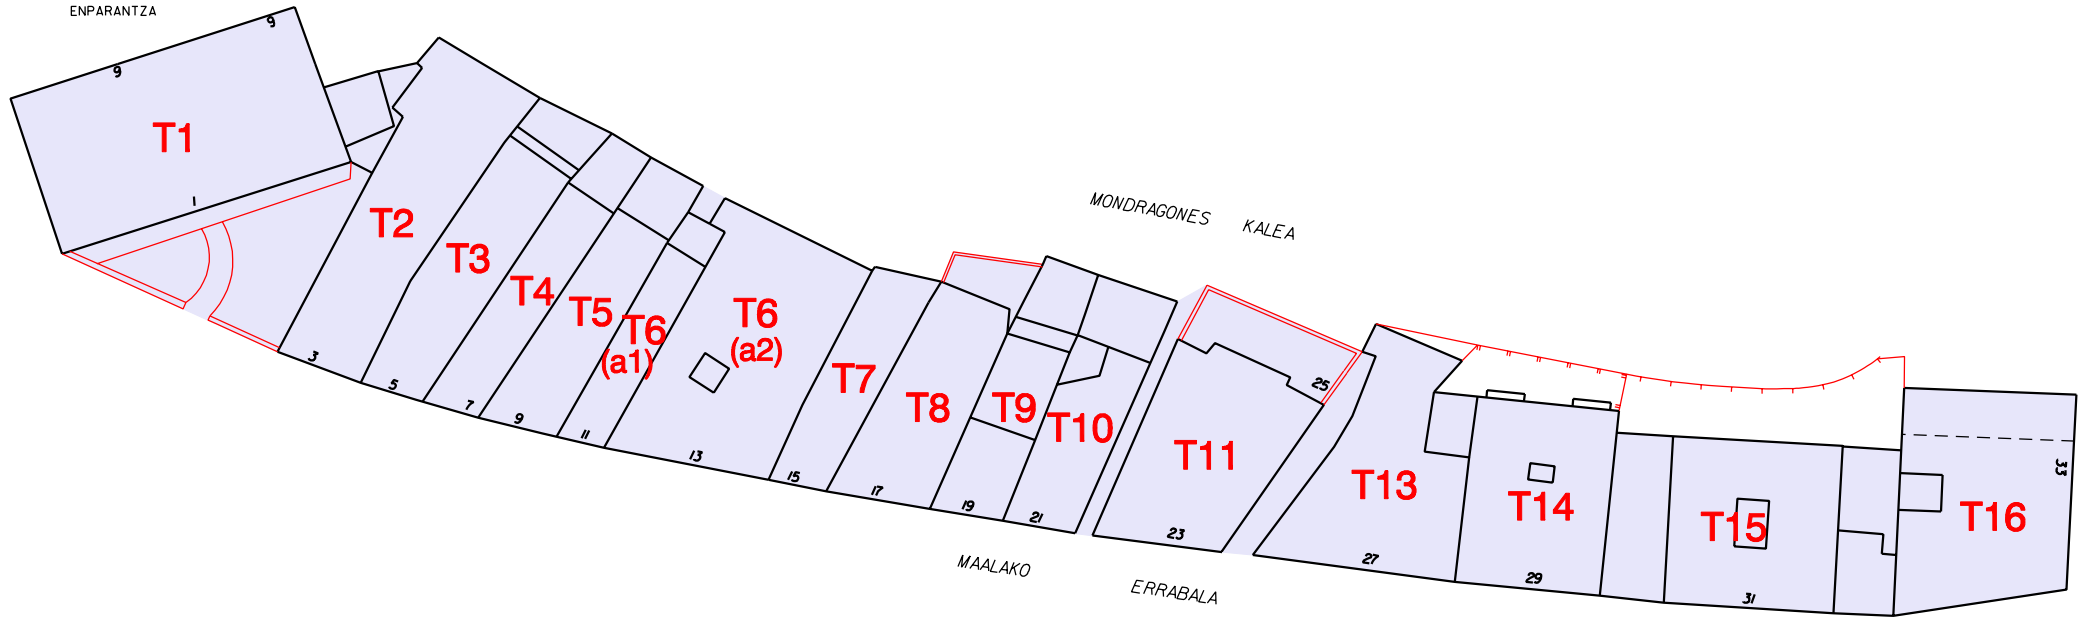 ENPARANTZA
9
9
T1
1
T2
T3
T4
T5
T6
(a1)
T6
(a2)
T7
T8
T9
T10
T11
T13
T14
T15
T16
MONDRAGONES KALEA
25
33
3
5
7
9
11
13
15
17
19
21
23
27
29
31
MAALAKO ERRABALA